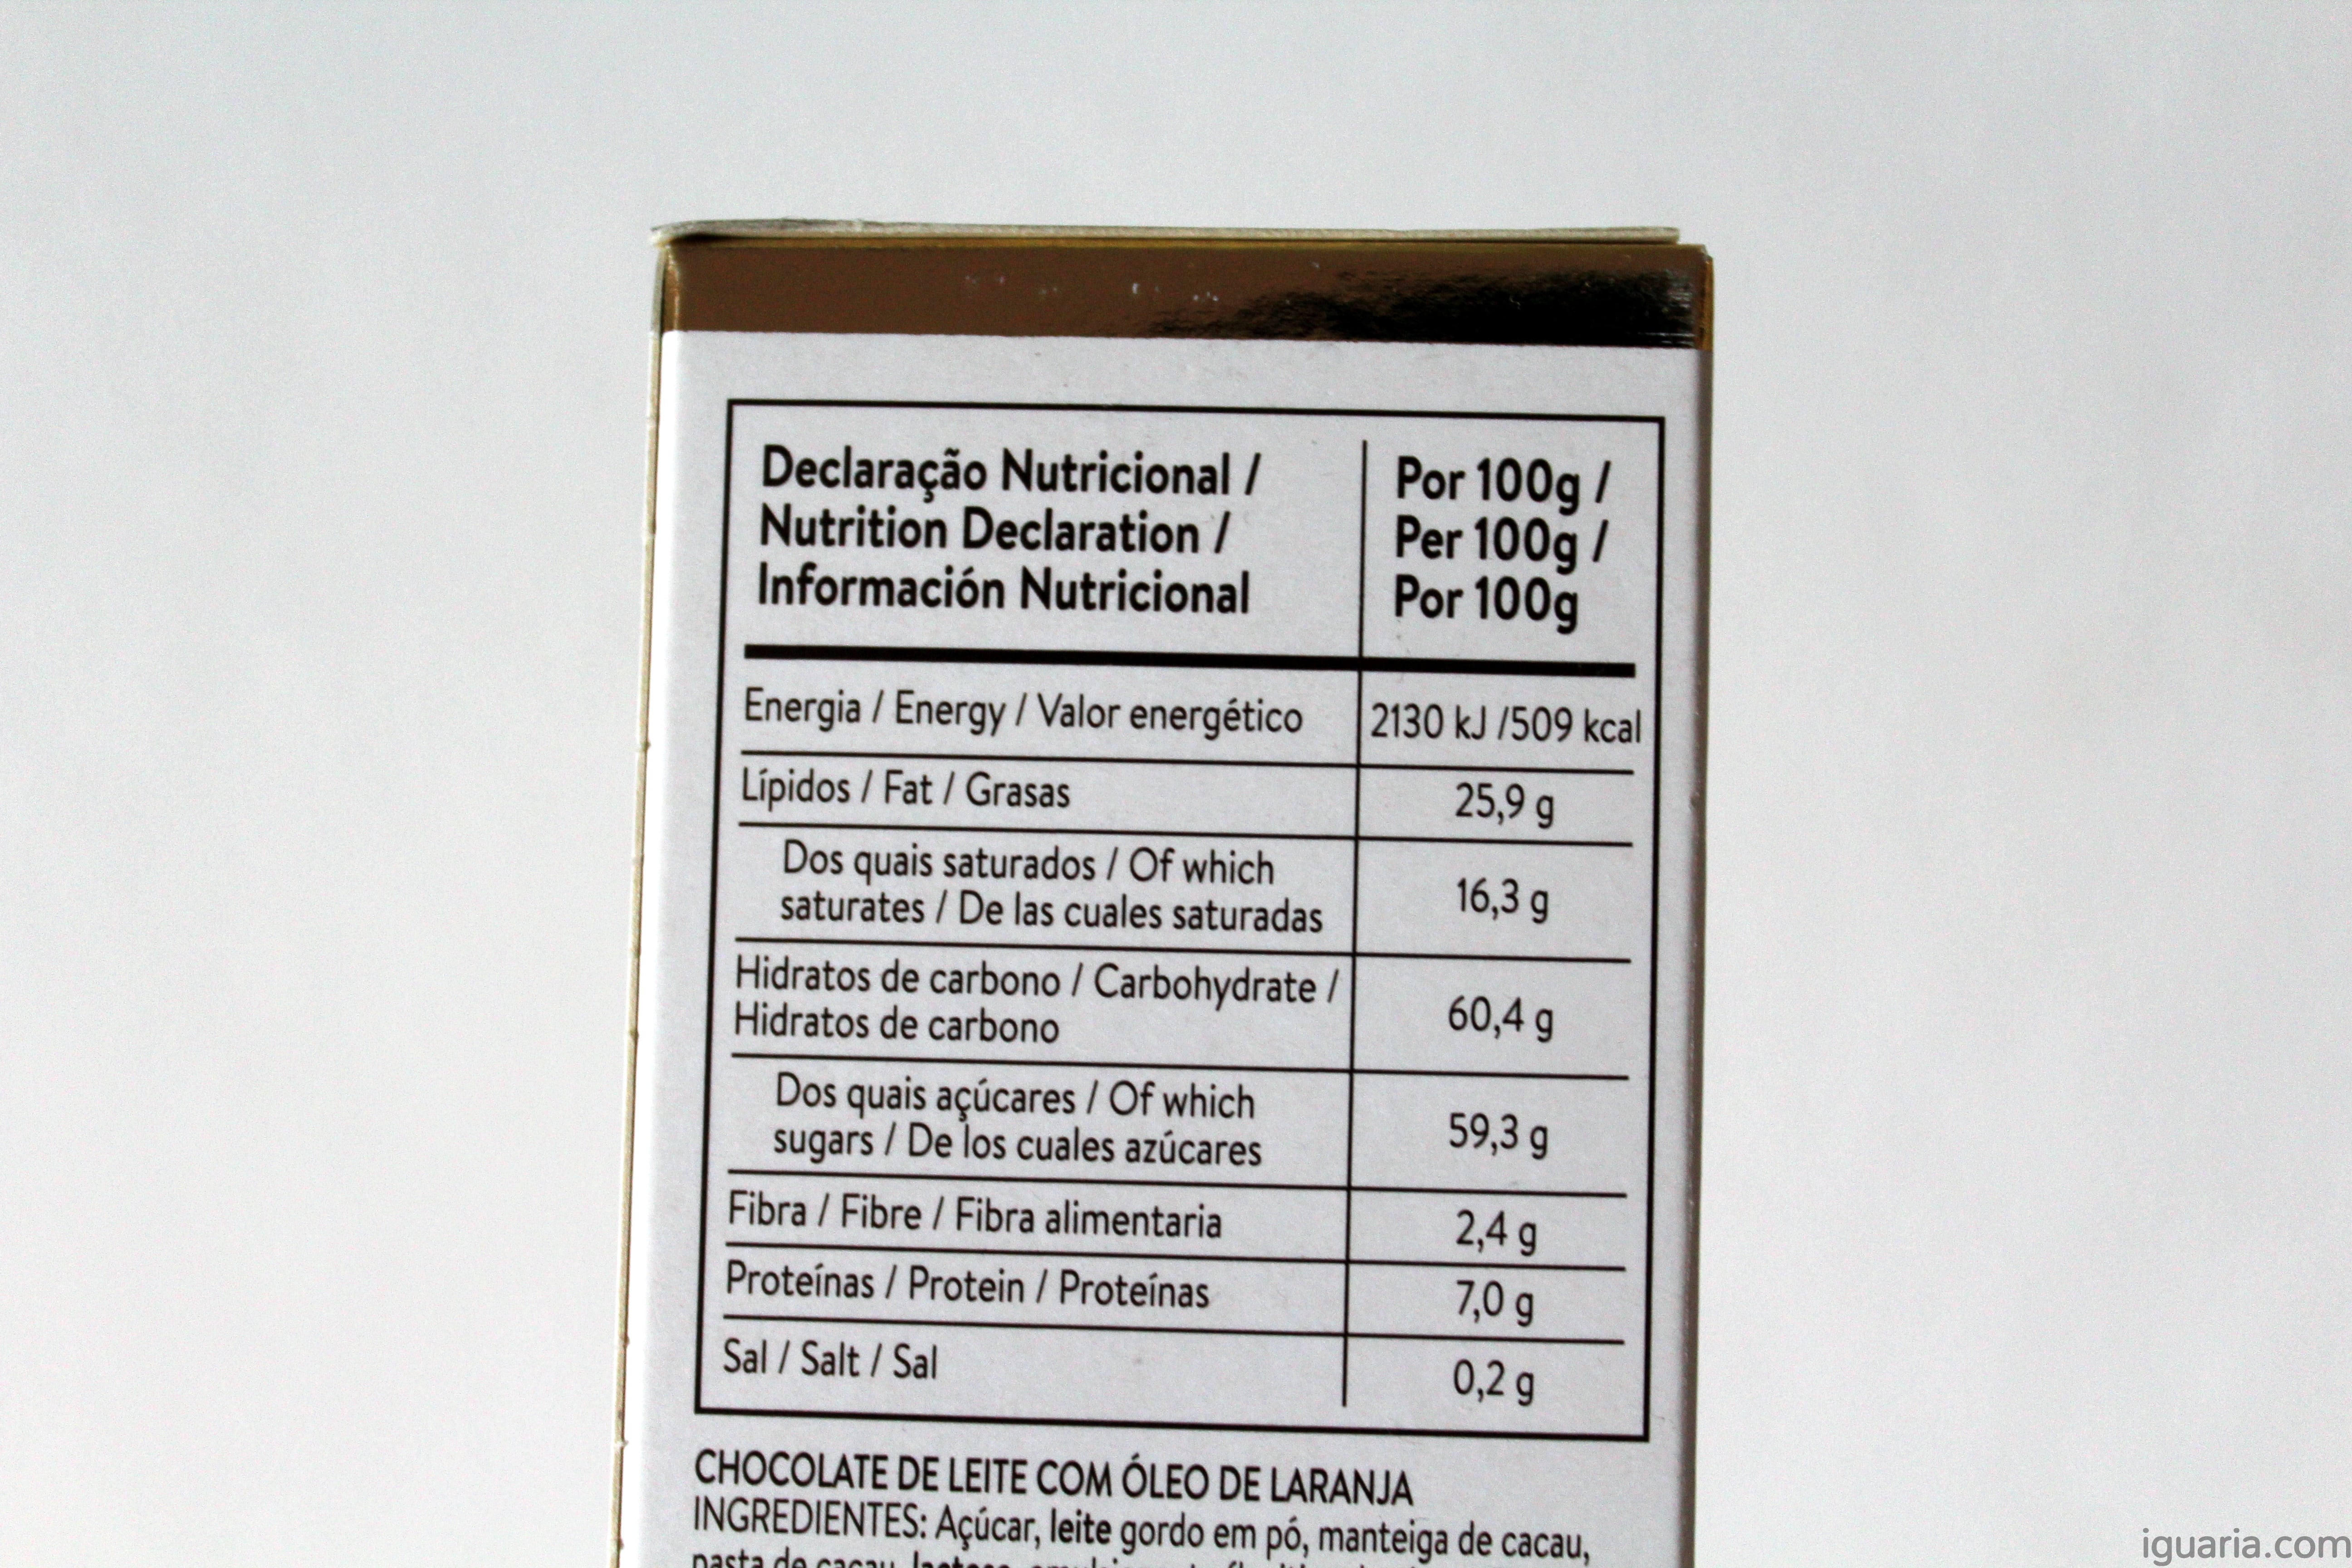 Declaração Nutricional /
Nutrition Declaration /
Información Nutricional
Por 100g /
Per 100g /
Por 100g
Energia / Energy / Valor energético 2130 kJ /509 kcal
Lípidos / Fat / Grasas 25,9 g
Dos quais saturados / Of which
saturates / De las cuales saturadas 16,3 g
Hidratos de carbono / Carbohydrate /
Hidratos de carbono 60,4 g
Dos quais açúcares / Of which
sugars / De los cuales azúcares 59,3 g
Fibra / Fibre / Fibra alimentaria 2,4 g
Proteínas / Protein / Proteínas 7,0 g
Sal / Salt / Sal 0,2 g
CHOCOLATE DE LEITE COM ÓLEO DE LARANJA
INGREDIENTES: Açúcar, leite gordo em pó, manteiga de cacau,
pasta de cacau, lactose,
iguaria.com